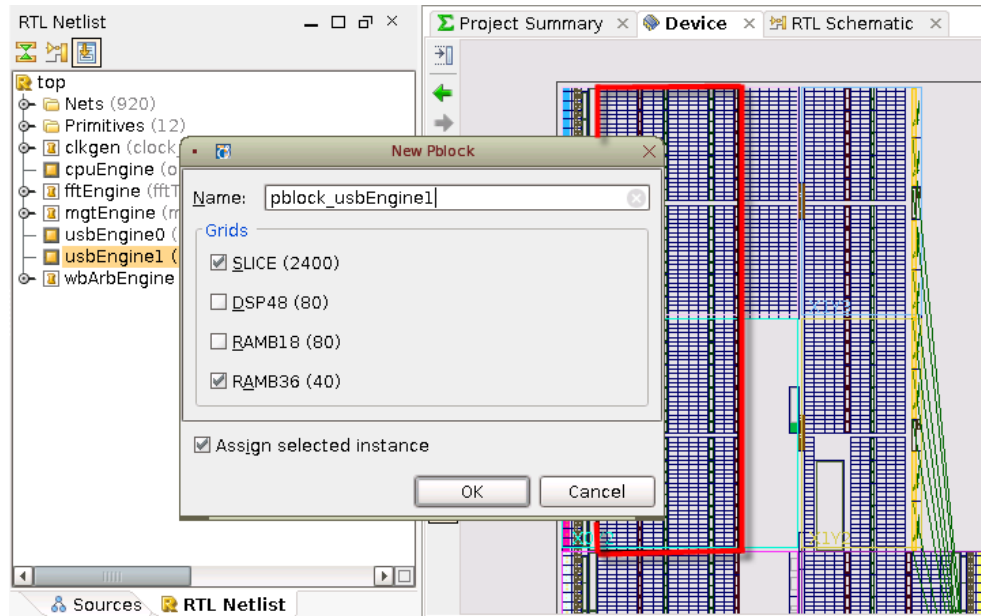 RTL Netlist
Project Summary
Device
RTL Schematic
top
Nets (920)
Primitives (12)
clkgen (clock_
cpuEngine (o
fftEngine (fftT
mgtEngine (m
usbEngine0 (
usbEngine1 (
wbArbEngine
New Pblock
Name: pblock_usbEngine1
Grids
SLICE (2400)
DSP48 (80)
RAMB18 (80)
RAMB36 (40)
Assign selected instance
OK Cancel
X1Y2
Sources RTL Netlist